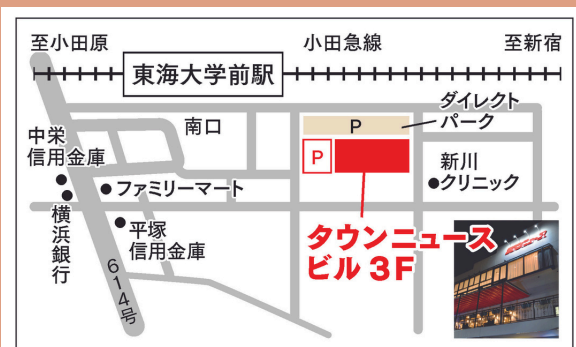 至小田原
小田急線
至新宿
東海大学前駅
ダイレクト
パーク
南口
P
中栄
信用金庫
P
新川
クリニック
ファミリーマート
横浜銀行
平塚
信用金庫
タウンニュース
ビル3F
614号